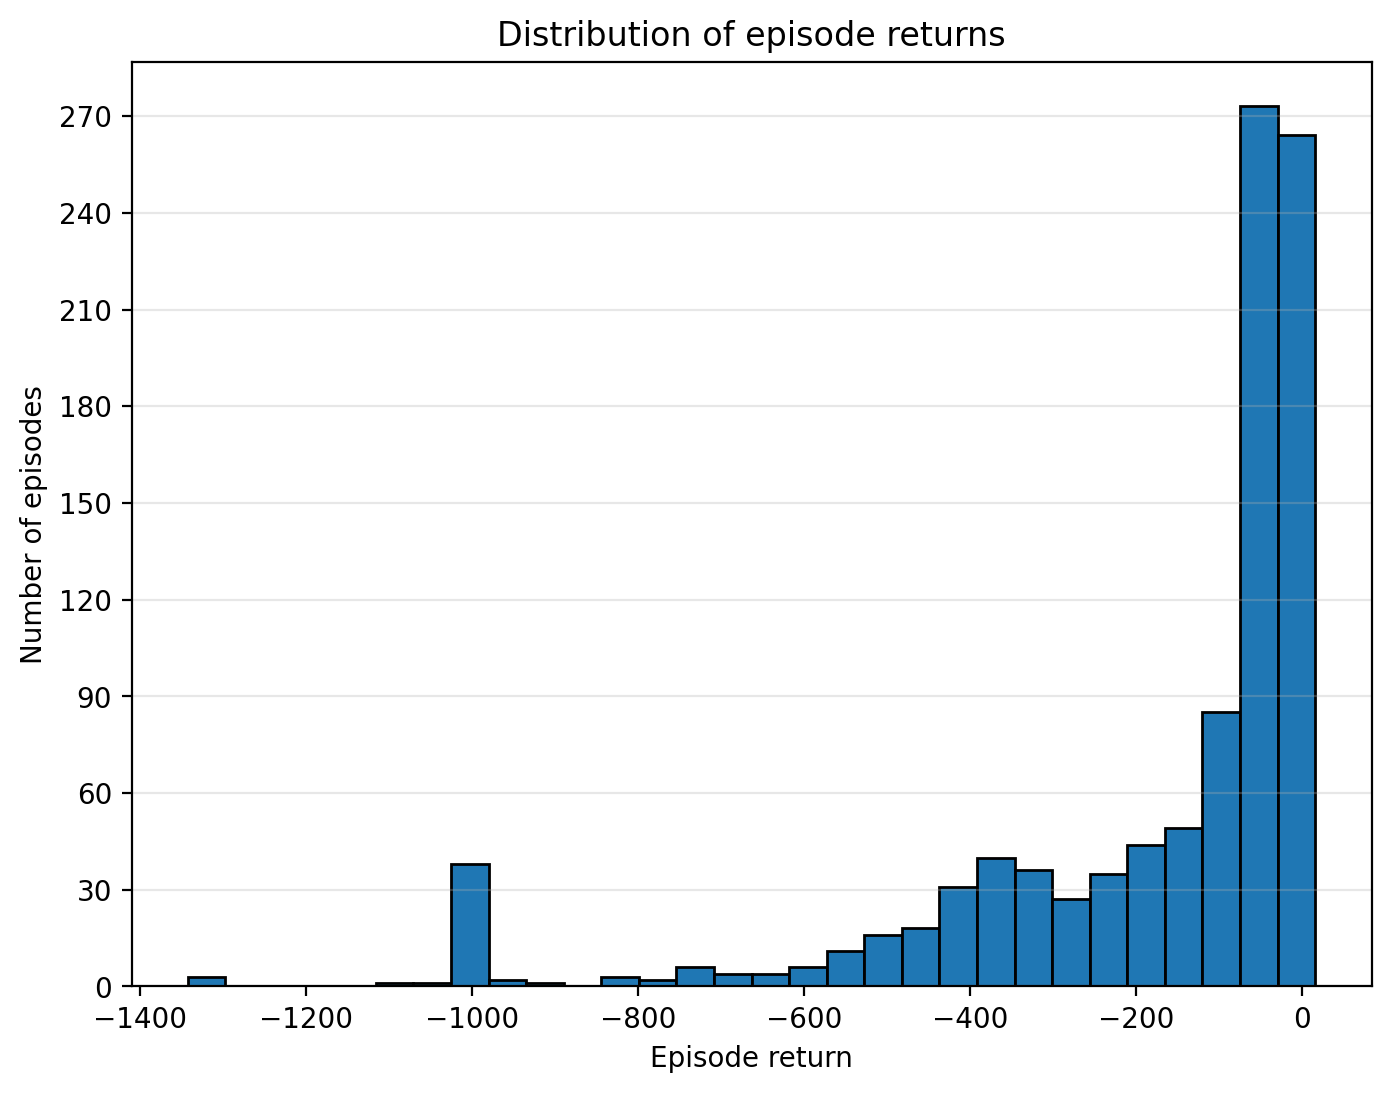 Distribution of episode returns
270
240
210
180
150
120
90
60
30
0
Number of episodes
−1400 −1200 −1000 −800 −600 −400 −200 0
Episode return